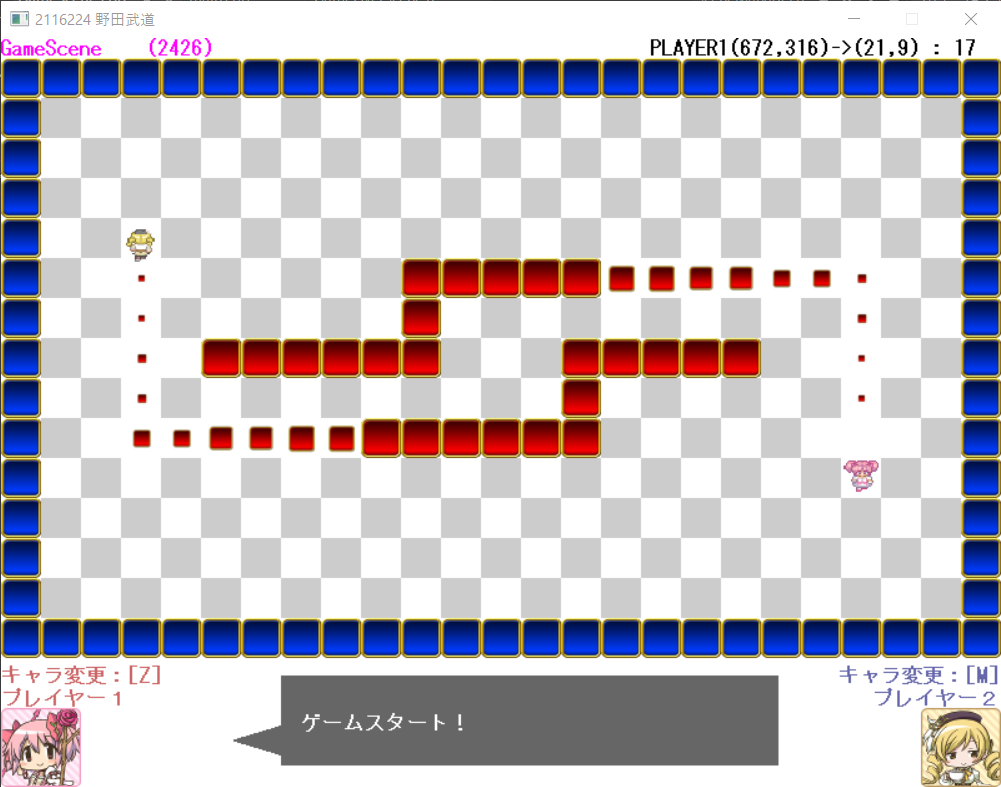 2116224 野田武道
GameScene (2426)
PLAYER1(672,316)->(21,9) : 17
キャラ変更：[Z]
プレイヤー１
キャラ変更：[M]
プレイヤー２
ゲームスタート！